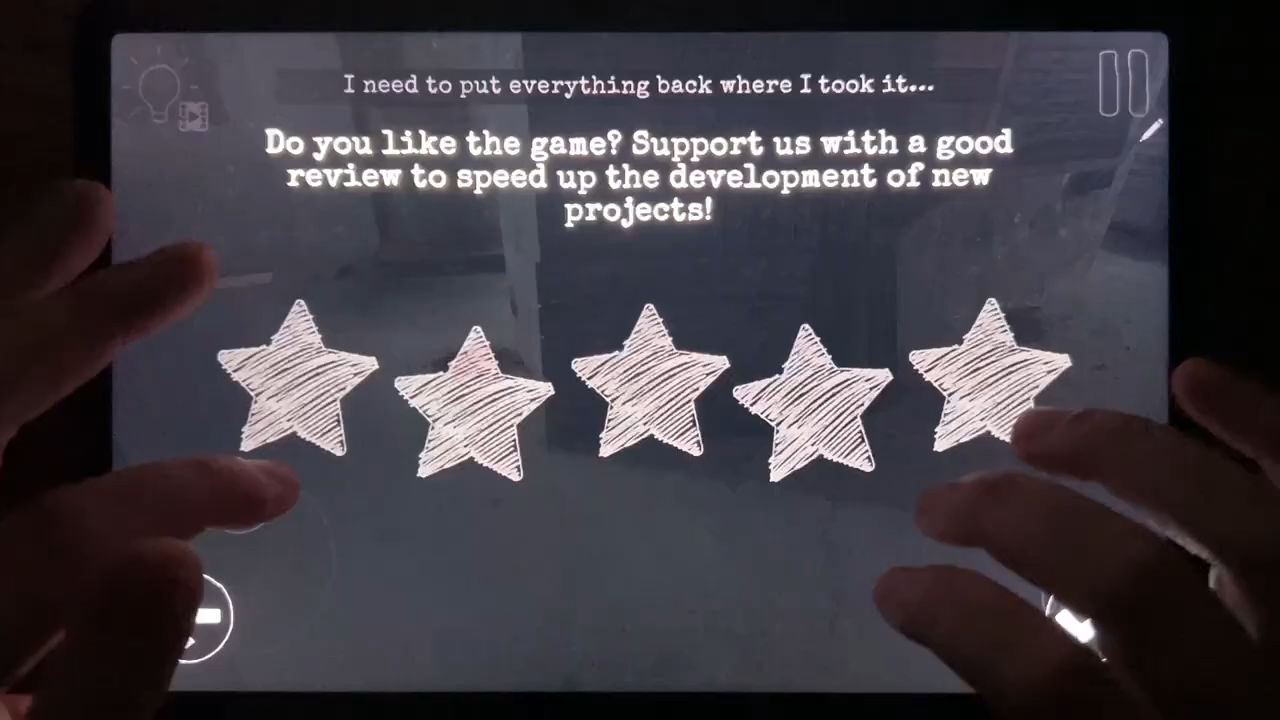 I need to put everything back where I took it...
Do you like the game? Support us with a good
review to speed up the development of new
projects!